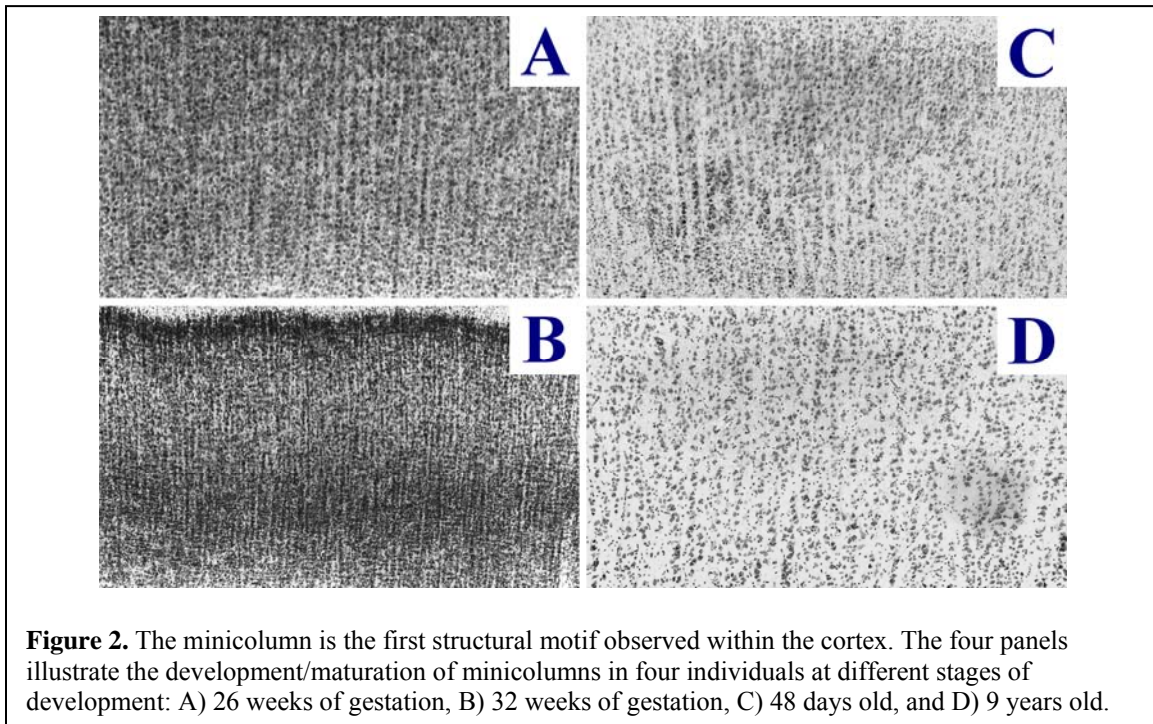 A
C
B
D
Figure 2. The minicolumn is the first structural motif observed within the cortex. The four panels
illustrate the development/maturation of minicolumns in four individuals at different stages of
development: A) 26 weeks of gestation, B) 32 weeks of gestation, C) 48 days old, and D) 9 years old.